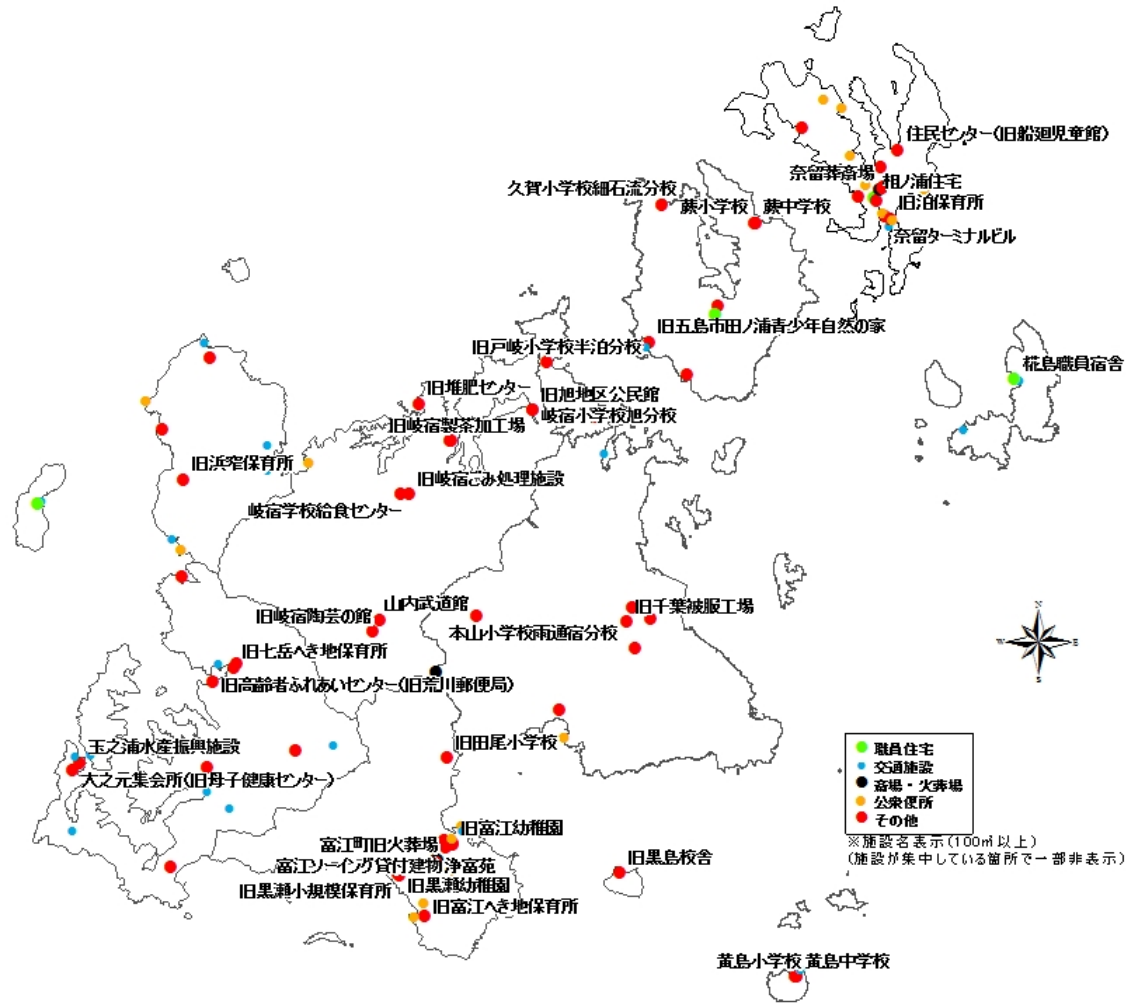 住民センター(旧船廻児童館)
奈留葬斎場
相ノ浦住宅
久賀小学校細石流分校
蕨小学校 蕨中学校
旧泊保育所
奈留ターミナルビル
旧五島市田ノ浦青少年自然の家
旧戸岐小学校半泊分校
椛島職員宿舎
旧堆肥センター
旧旭地区公民館
岐宿小学校旭分校
旧岐宿製茶加工場
旧浜窄保育所
旧岐宿ごみ処理施設
岐宿学校給食センター
山内武道館
旧岐宿陶芸の館
旧千葉被服工場
本山小学校雨通宿分校
旧七岳へき地保育所
旧高齢者ふれあいセンター(旧荒川郵便局)
玉之浦水産振興施設
旧田尾小学校
大之元集会所(旧母子健康センター)
旧富江幼稚園
富江町旧火葬場
富江ソーイング貸付建物 浄富苑
旧黒瀬幼稚園
旧黒瀬小規模保育所
旧富江へき地保育所
旧黒島校舎
黄島小学校 黄島中学校
N
W E
S
職員住宅
交通施設
斎場・火葬場
公衆便所
その他
※施設名表示(100㎡以上)
(施設が集中している箇所で一部非表示)